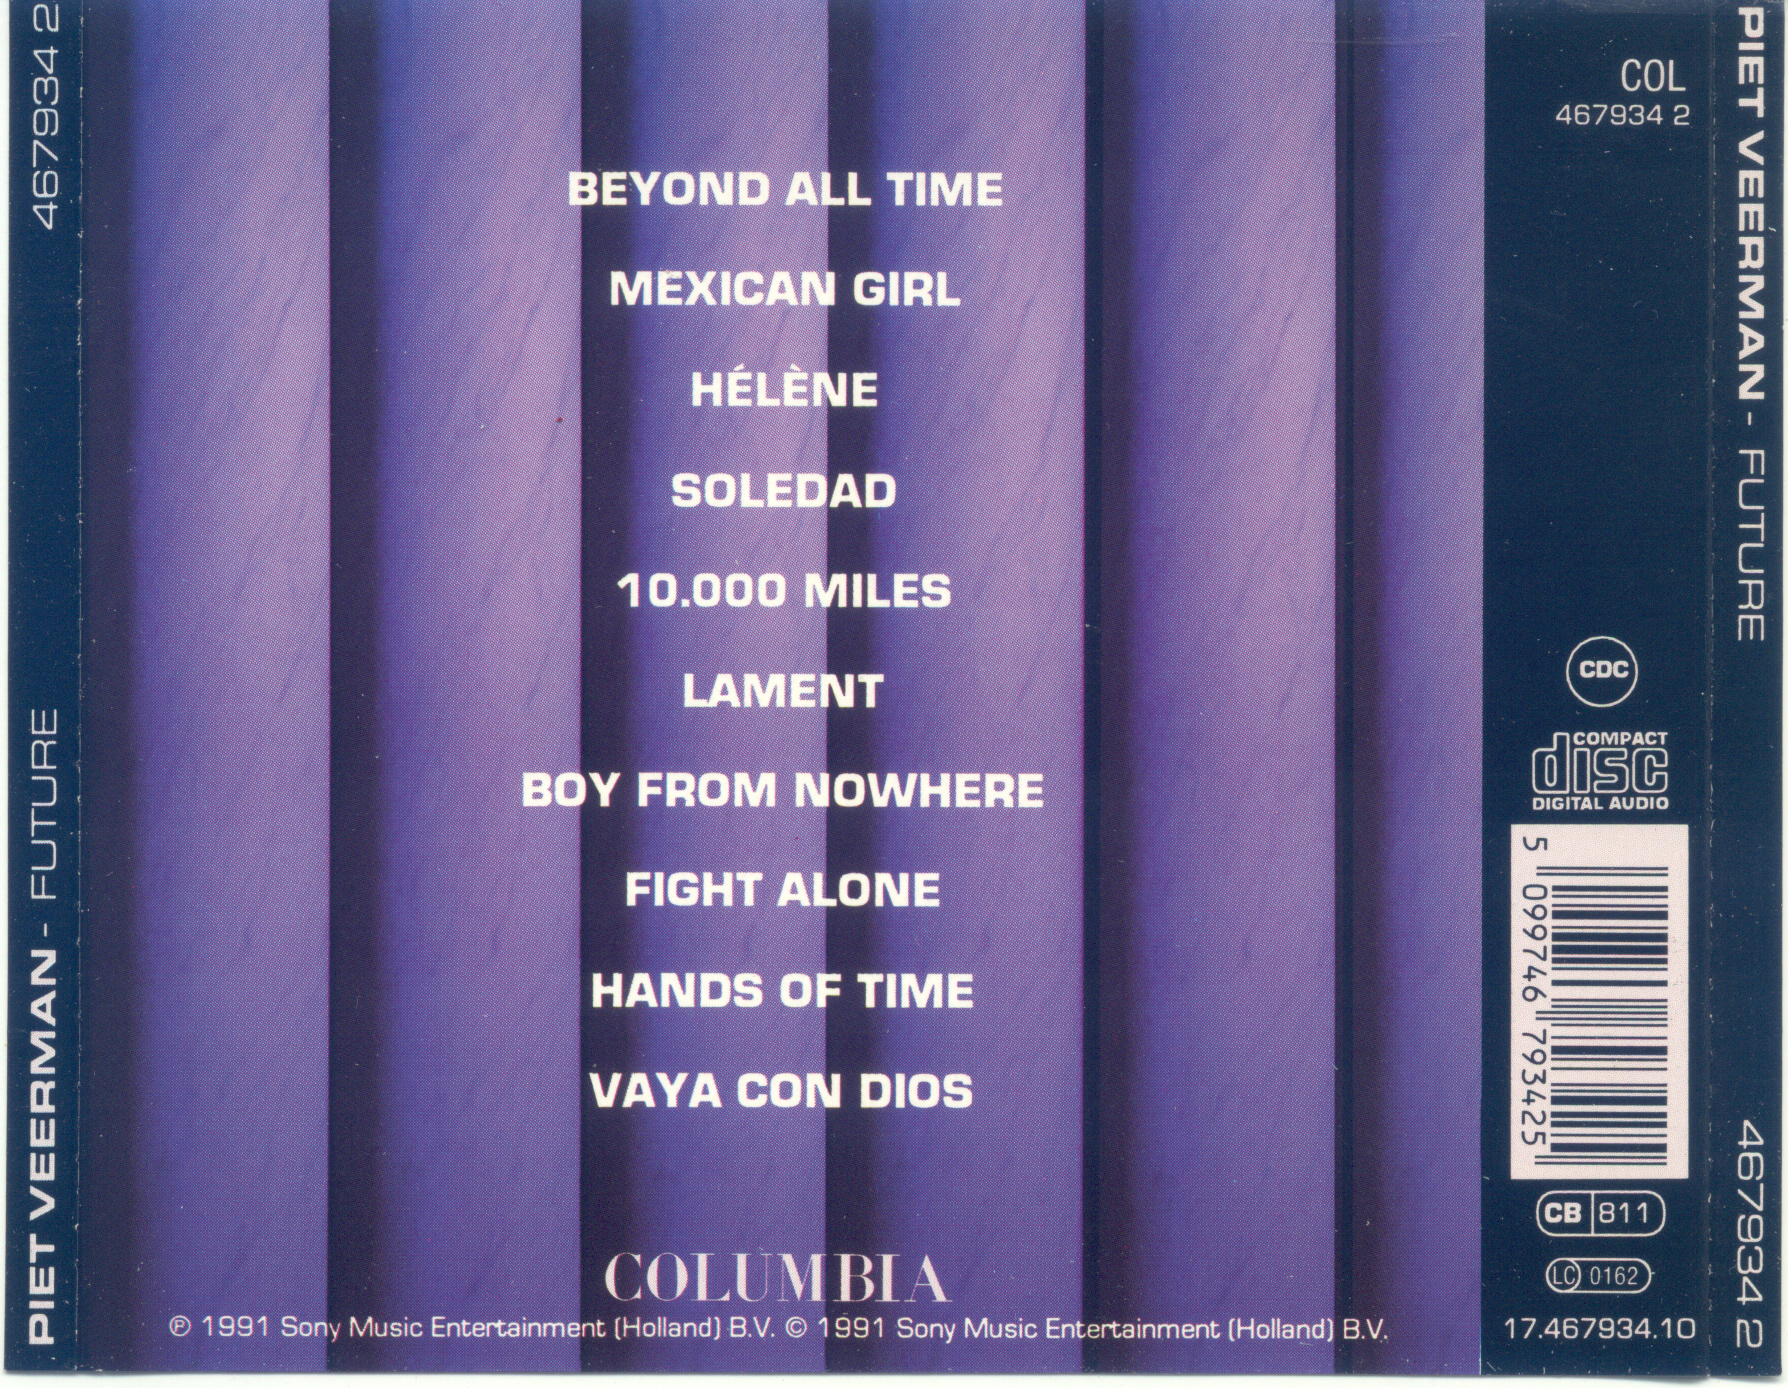 467934 2
PIET VEERMAN - FUTURE
BEYOND ALL TIME
MEXICAN GIRL
HÉLÈNE
SOLEDAD
10.000 MILES
LAMENT
BOY FROM NOWHERE
FIGHT ALONE
HANDS OF TIME
VAYA CON DIOS
COLUMBIA
℗ 1991 Sony Music Entertainment (Holland) B.V. © 1991 Sony Music Entertainment (Holland) B.V.
COL
467934 2
CDC
COMPACT
disc
DIGITAL AUDIO
5 099746 793425
CB 811
LC 0162
17.467934.10
PIET VEERMAN - FUTURE
467934 2